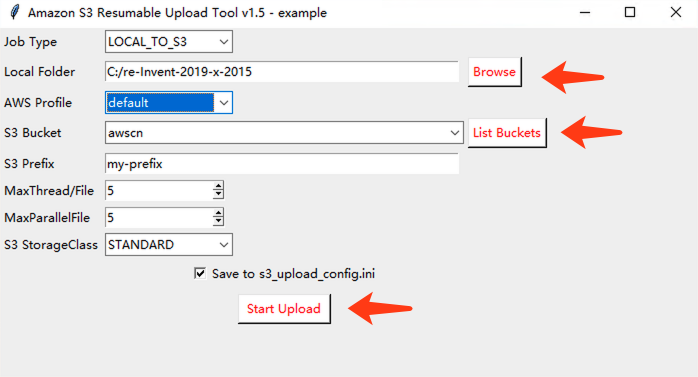 Amazon S3 Resumable Upload Tool v1.5 - example
Job Type LOCAL_TO_S3
Local Folder C:/re-Invent-2019-x-2015 Browse
AWS Profile default
S3 Bucket awscn List Buckets
S3 Prefix my-prefix
MaxThread/File 5
MaxParallelFile 5
S3 StorageClass STANDARD
Save to s3_upload_config.ini
Start Upload